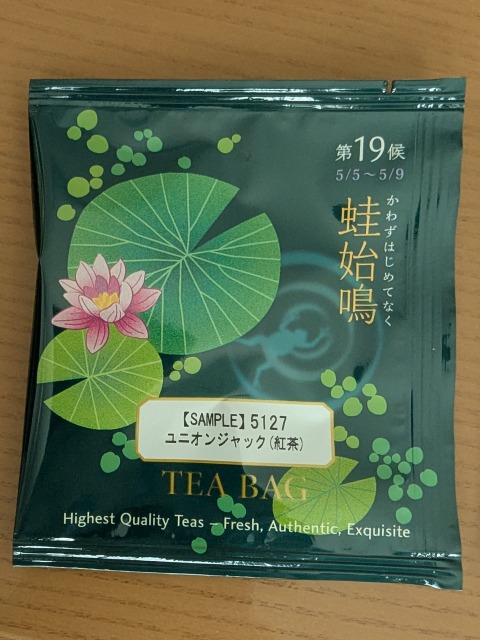 第19候
5/5～5/9
蛙始鳴
かわずはじめてなく
【SAMPLE】5127
ユニオンジャック(紅茶)
TEA BAG
Highest Quality Teas – Fresh, Authentic, Exquisite